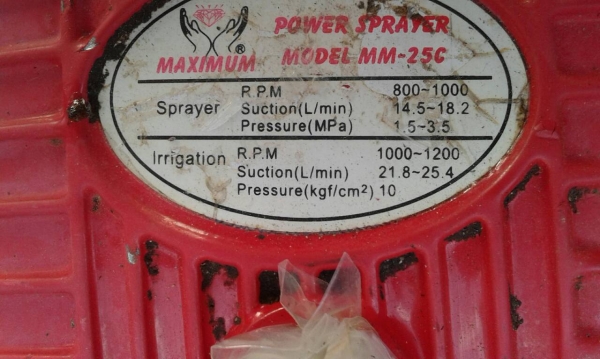 POWER SPRAYER
MAXIMUM ® MODEL MM-25C
Sprayer
R.P.M 800~1000
Suction(L/min) 14.5~18.2
Pressure(MPa) 1.5~3.5
Irrigation
R.P.M 1000~1200
Suction(L/min) 21.8~25.4
Pressure(kgf/cm²) 10